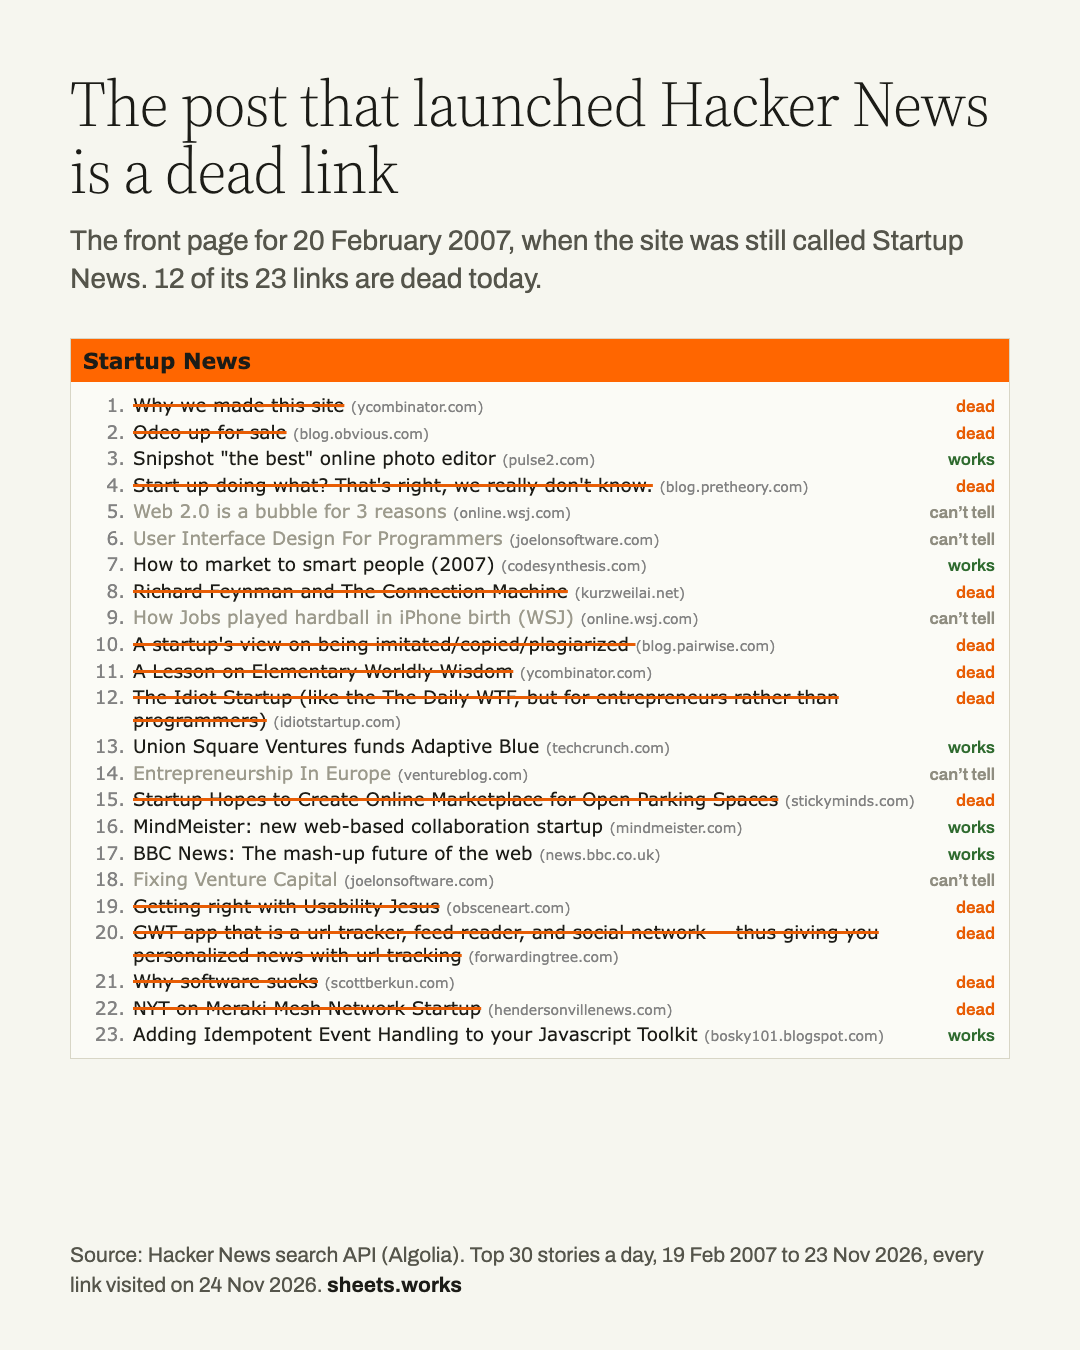 The post that launched Hacker News
is a dead link
The front page for 20 February 2007, when the site was still called Startup
News. 12 of its 23 links are dead today.
Startup News
1. Why we made this site (ycombinator.com) dead
2. Odeo up for sale (blog.obvious.com) dead
3. Snipshot "the best" online photo editor (pulse2.com) works
4. Start up doing what? That's right, we really don't know. (blog.pretheory.com) dead
5. Web 2.0 is a bubble for 3 reasons (online.wsj.com) can’t tell
6. User Interface Design For Programmers (joelonsoftware.com) can’t tell
7. How to market to smart people (2007) (codesynthesis.com) works
8. Richard Feynman and The Connection Machine (kurzweilai.net) dead
9. How Jobs played hardball in iPhone birth (WSJ) (online.wsj.com) can’t tell
10. A startup's view on being imitated/copied/plagiarized (blog.pairwise.com) dead
11. A Lesson on Elementary Worldly Wisdom (ycombinator.com) dead
12. The Idiot Startup (like the The Daily WTF, but for entrepreneurs rather than dead
programmers) (idiotstartup.com)
13. Union Square Ventures funds Adaptive Blue (techcrunch.com) works
14. Entrepreneurship In Europe (ventureblog.com) can’t tell
15. Startup Hopes to Create Online Marketplace for Open Parking Spaces (stickyminds.com) dead
16. MindMeister: new web-based collaboration startup (mindmeister.com) works
17. BBC News: The mash-up future of the web (news.bbc.co.uk) works
18. Fixing Venture Capital (joelonsoftware.com) can’t tell
19. Getting right with Usability Jesus (obsceneart.com) dead
20. GWT app that is a url tracker, feed reader, and social network -- thus giving you dead
personalized news with url tracking (forwardingtree.com)
21. Why software sucks (scottberkun.com) dead
22. NYT on Meraki Mesh Network Startup (hendersonvillenews.com) dead
23. Adding Idempotent Event Handling to your Javascript Toolkit (bosky101.blogspot.com) works
Source: Hacker News search API (Algolia). Top 30 stories a day, 19 Feb 2007 to 23 Nov 2026, every
link visited on 24 Nov 2026. sheets.works